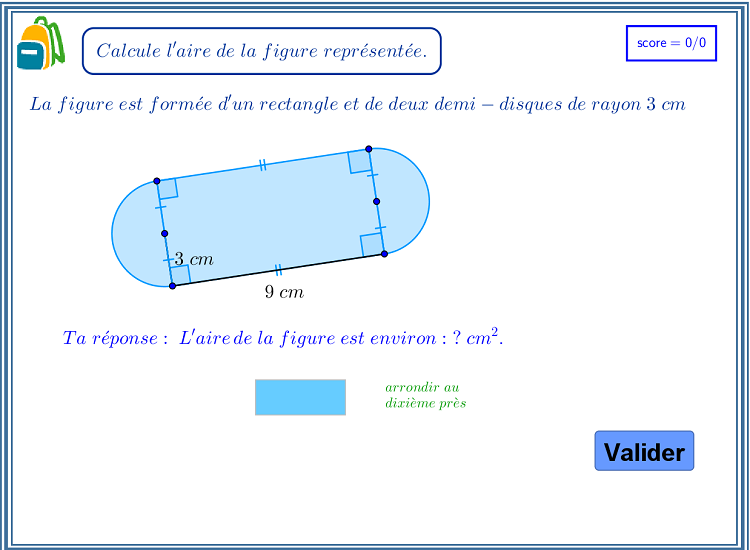 Calcule l'aire de la figure représentée.
score = 0/0
La figure est formée d'un rectangle et de deux demi − disques de rayon 3 cm
3 cm
9 cm
Ta réponse : L'aire de la figure est environ : ? cm².
arrondir au
dixième près
Valider